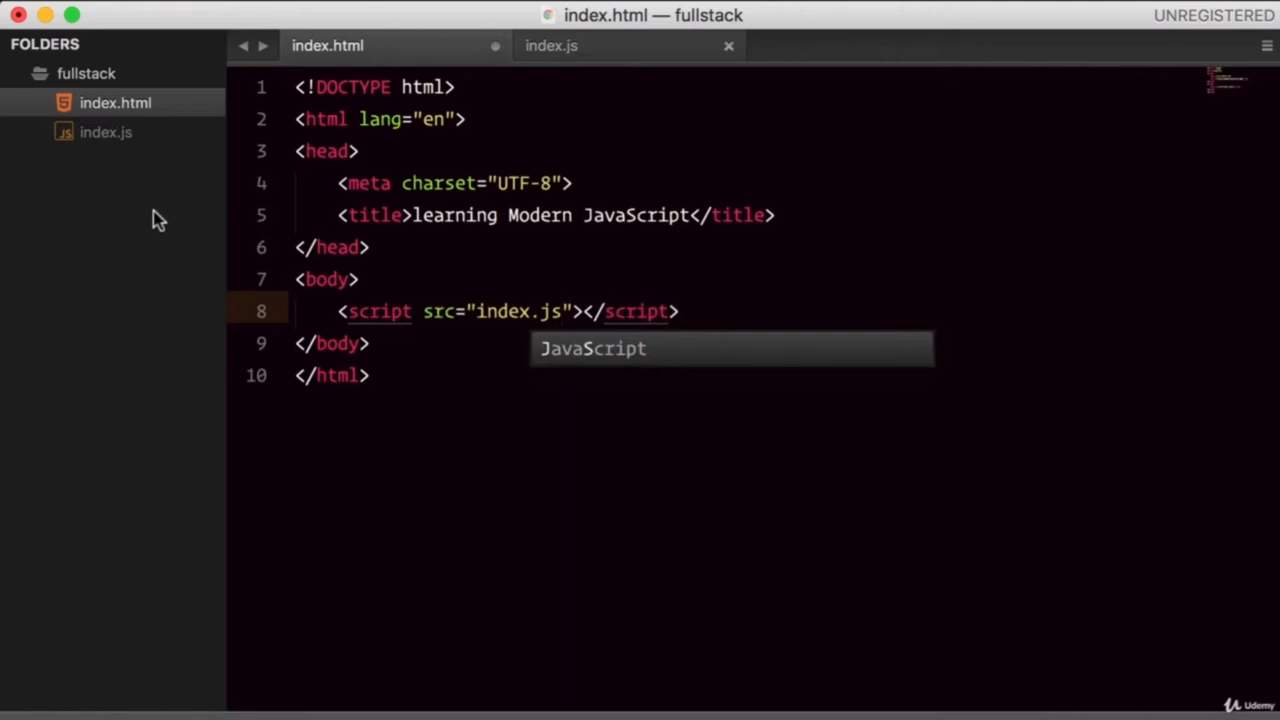 index.html — fullstack
UNREGISTERED
FOLDERS
fullstack
index.html
index.js
index.html
index.js
1 <!DOCTYPE html>
2 <html lang="en">
3 <head>
4 <meta charset="UTF-8">
5 <title>learning Modern JavaScript</title>
6 </head>
7 <body>
8 <script src="index.js"></script>
JavaScript
9 </body>
10 </html>
Udemy